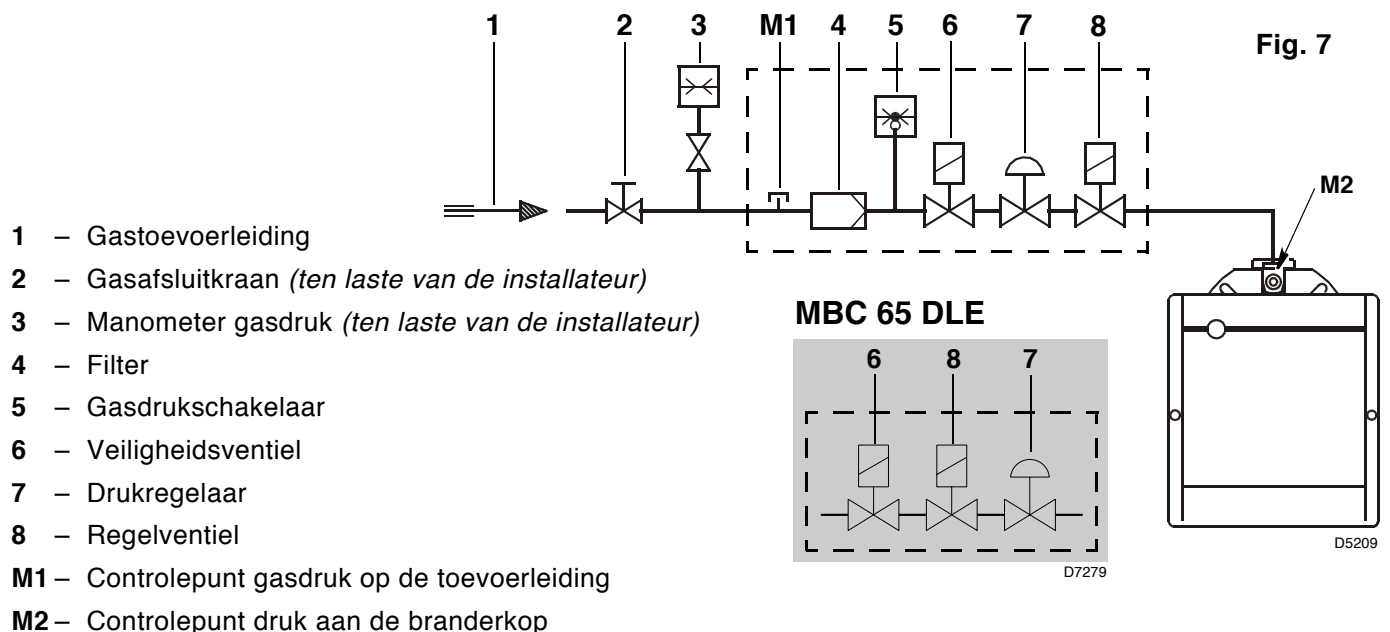 1 2 3 M1 4 5 6 7 8
Fig. 7
M2
1 – Gastoevoerleiding
2 – Gasafsluitkraan (ten laste van de installateur)
3 – Manometer gasdruk (ten laste van de installateur)
4 – Filter
5 – Gasdrukschakelaar
6 – Veiligheidsventiel
7 – Drukregelaar
8 – Regelventiel
M1 – Controlepunt gasdruk op de toevoerleiding
M2 – Controlepunt druk aan de branderkop
MBC 65 DLE
6 8 7
D7279
D5209